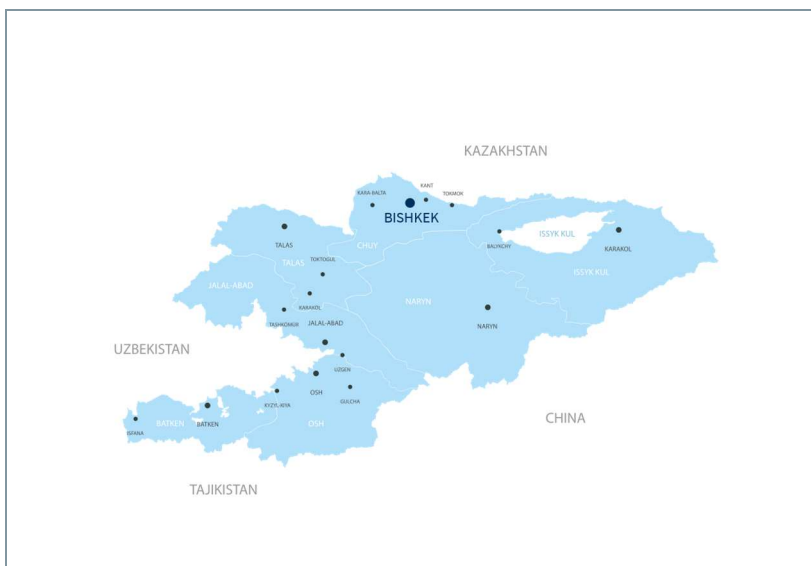 KAZAKHSTAN
KANT
KARA-BALTA
TOKMOK
BISHKEK
TALAS
CHUY
BALYKCHY
ISSYK KUL
KARAKOL
TALAS
TOKTOGUL
ISSYK KUL
JALAL-ABAD
NARYN
KARAKOL
TASHKOMUR
JALAL-ABAD
NARYN
UZBEKISTAN
UZGEN
OSH
KYZYL-KIYA
GULCHA
CHINA
BATKEN
BATKEN
OSH
ISFANA
TAJIKISTAN